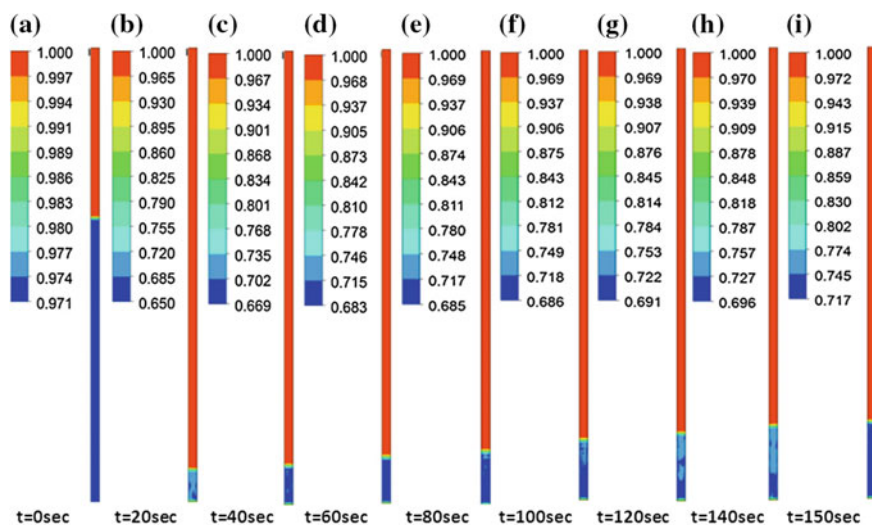 (a) (b) (c) (d) (e) (f) (g) (h) (i)
1.000 1.000 1.000 1.000 1.000 1.000 1.000 1.000 1.000
0.997 0.965 0.967 0.968 0.969 0.969 0.969 0.970 0.972
0.994 0.930 0.934 0.937 0.937 0.937 0.938 0.939 0.943
0.991 0.895 0.901 0.905 0.906 0.906 0.907 0.909 0.915
0.989 0.860 0.868 0.873 0.874 0.875 0.876 0.878 0.887
0.986 0.825 0.834 0.842 0.843 0.843 0.845 0.848 0.859
0.983 0.790 0.801 0.810 0.811 0.812 0.814 0.818 0.830
0.980 0.755 0.768 0.778 0.780 0.781 0.784 0.787 0.802
0.977 0.720 0.735 0.746 0.748 0.749 0.753 0.757 0.774
0.974 0.685 0.702 0.715 0.717 0.718 0.722 0.727 0.745
0.971 0.650 0.669 0.683 0.685 0.686 0.691 0.696 0.717
t=0sec t=20sec t=40sec t=60sec t=80sec t=100sec t=120sec t=140sec t=150sec